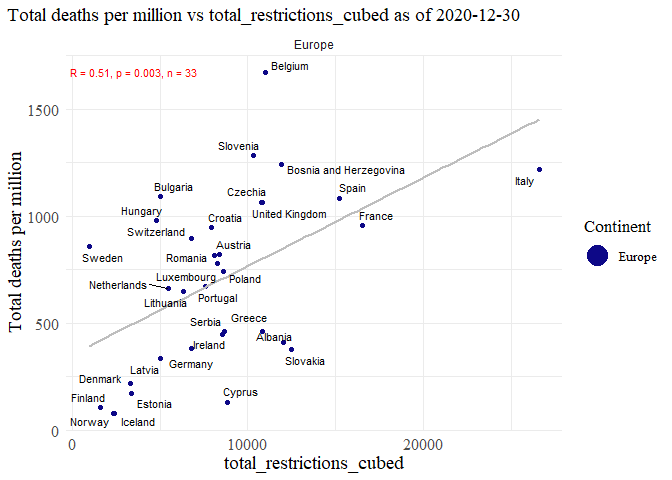 Total deaths per million vs total_restrictions_cubed as of 2020-12-30
Europe
Belgium
R = 0.51, p = 0.003, n = 33
1500
Slovenia
Bosnia and Herzegovina
Italy
Bulgaria
Czechia
Spain
Hungary
United Kingdom
France
1000
Croatia
Switzerland
Austria
Sweden
Romania
Luxembourg
Poland
Netherlands
Lithuania
Portugal
Serbia
Greece
500
Ireland
Albania
Germany
Slovakia
Latvia
Denmark
Cyprus
Finland
Estonia
Norway
Iceland
0
0
10000
20000
total_restrictions_cubed
Total deaths per million
Continent
Europe